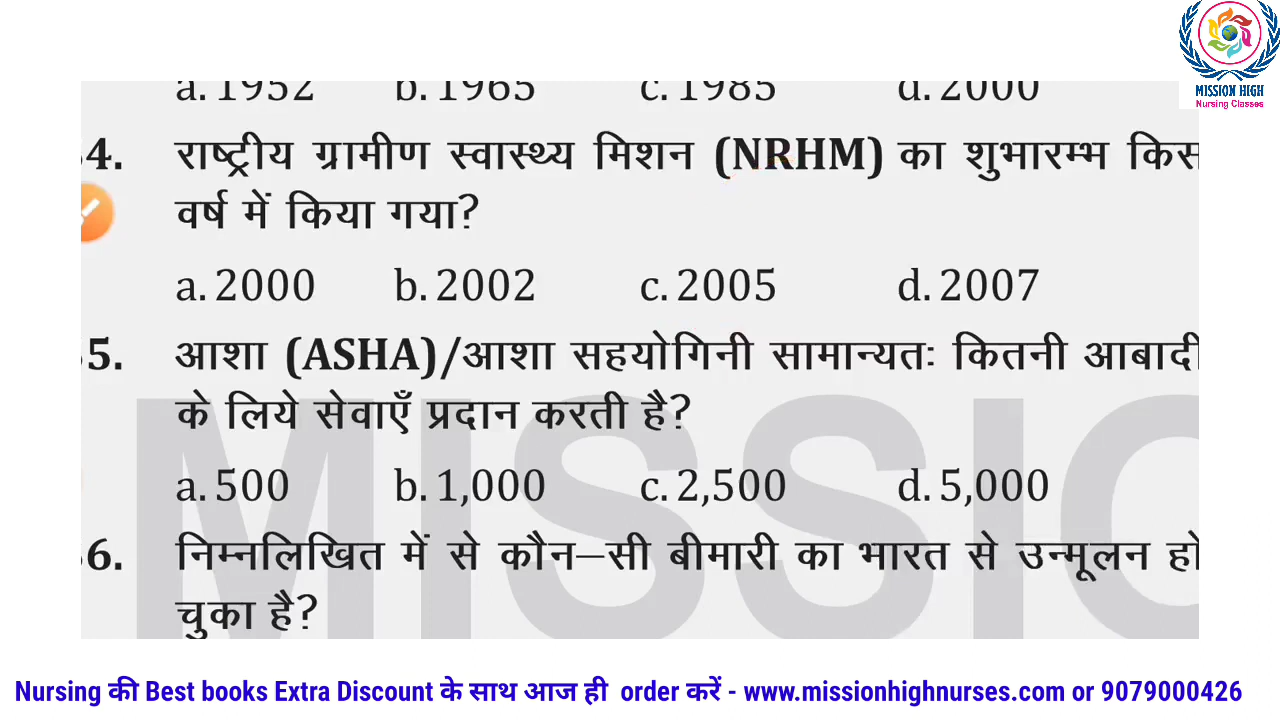 MISSION HIGH
Nursing Classes
a. 1952 b. 1965 c. 1985 d. 2000
4. राष्ट्रीय ग्रामीण स्वास्थ्य मिशन (NRHM) का शुभारम्भ किस
वर्ष में किया गया?
a. 2000 b. 2002 c. 2005 d. 2007
5. आशा (ASHA)/आशा सहयोगिनी सामान्यतः कितनी आबादी
के लिये सेवाएँ प्रदान करती है?
a. 500 b. 1,000 c. 2,500 d. 5,000
6. निम्नलिखित में से कौन–सी बीमारी का भारत से उन्मूलन हो
चुका है?
MISSIO
Nursing की Best books Extra Discount के साथ आज ही order करें - www.missionhighnurses.com or 9079000426